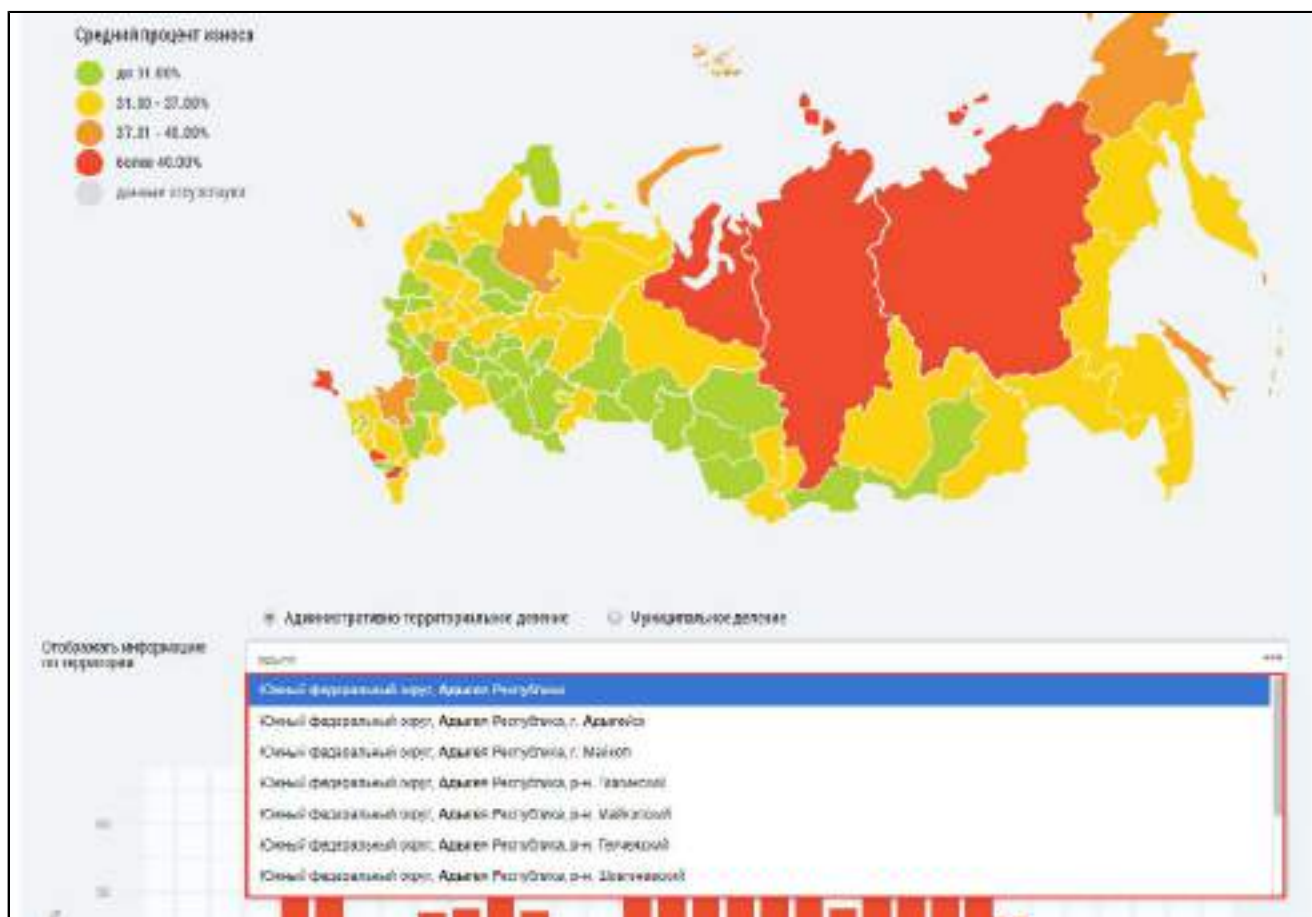 Средний процент износа
до 31.00%
31.00 - 37.00%
37.01 - 40.00%
более 40.00%
данные отсутствуют
Административно-территориальное деление
Муниципальное деление
Отображать информацию
по территории
адыге
Южный федеральный округ, Адыгея Республика
Южный федеральный округ, Адыгея Республика, г. Адыгейск
Южный федеральный округ, Адыгея Республика, г. Майкоп
Южный федеральный округ, Адыгея Республика, р-н. Гиагинский
Южный федеральный округ, Адыгея Республика, р-н. Майкопский
Южный федеральный округ, Адыгея Республика, р-н. Теучежский
Южный федеральный округ, Адыгея Республика, р-н. Шовгеновский